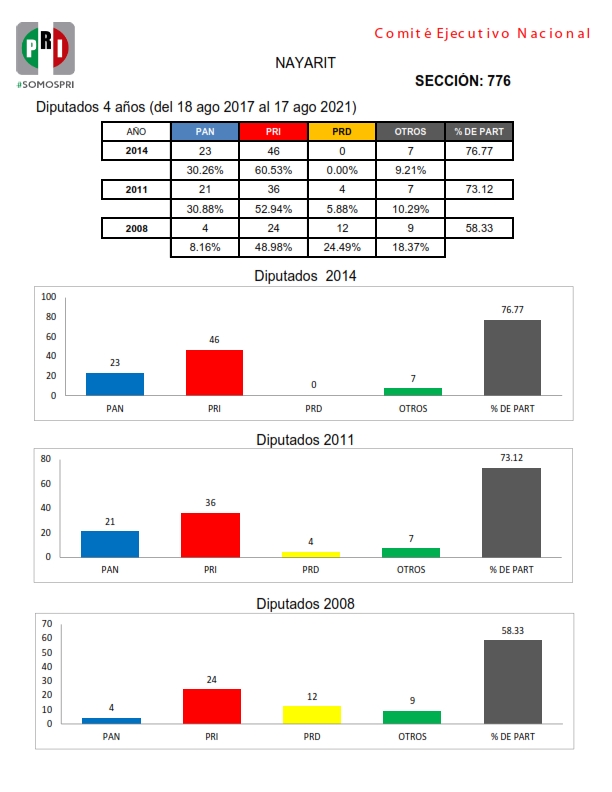 Comité Ejecutivo Nacional
PRI
#SOMOSPRI
NAYARIT
SECCIÓN: 776
Diputados 4 años (del 18 ago 2017 al 17 ago 2021)
AÑO PAN PRI PRD OTROS % DE PART
2014 23 46 0 7 76.77
30.26% 60.53% 0.00% 9.21%
2011 21 36 4 7 73.12
30.88% 52.94% 5.88% 10.29%
2008 4 24 12 9 58.33
8.16% 48.98% 24.49% 18.37%
Diputados 2014
100
80
60
40
20
0
23 46 0 7 76.77
PAN PRI PRD OTROS % DE PART
Diputados 2011
80
60
40
20
0
21 36 4 7 73.12
PAN PRI PRD OTROS % DE PART
Diputados 2008
70
60
50
40
30
20
10
0
4 24 12 9 58.33
PAN PRI PRD OTROS % DE PART